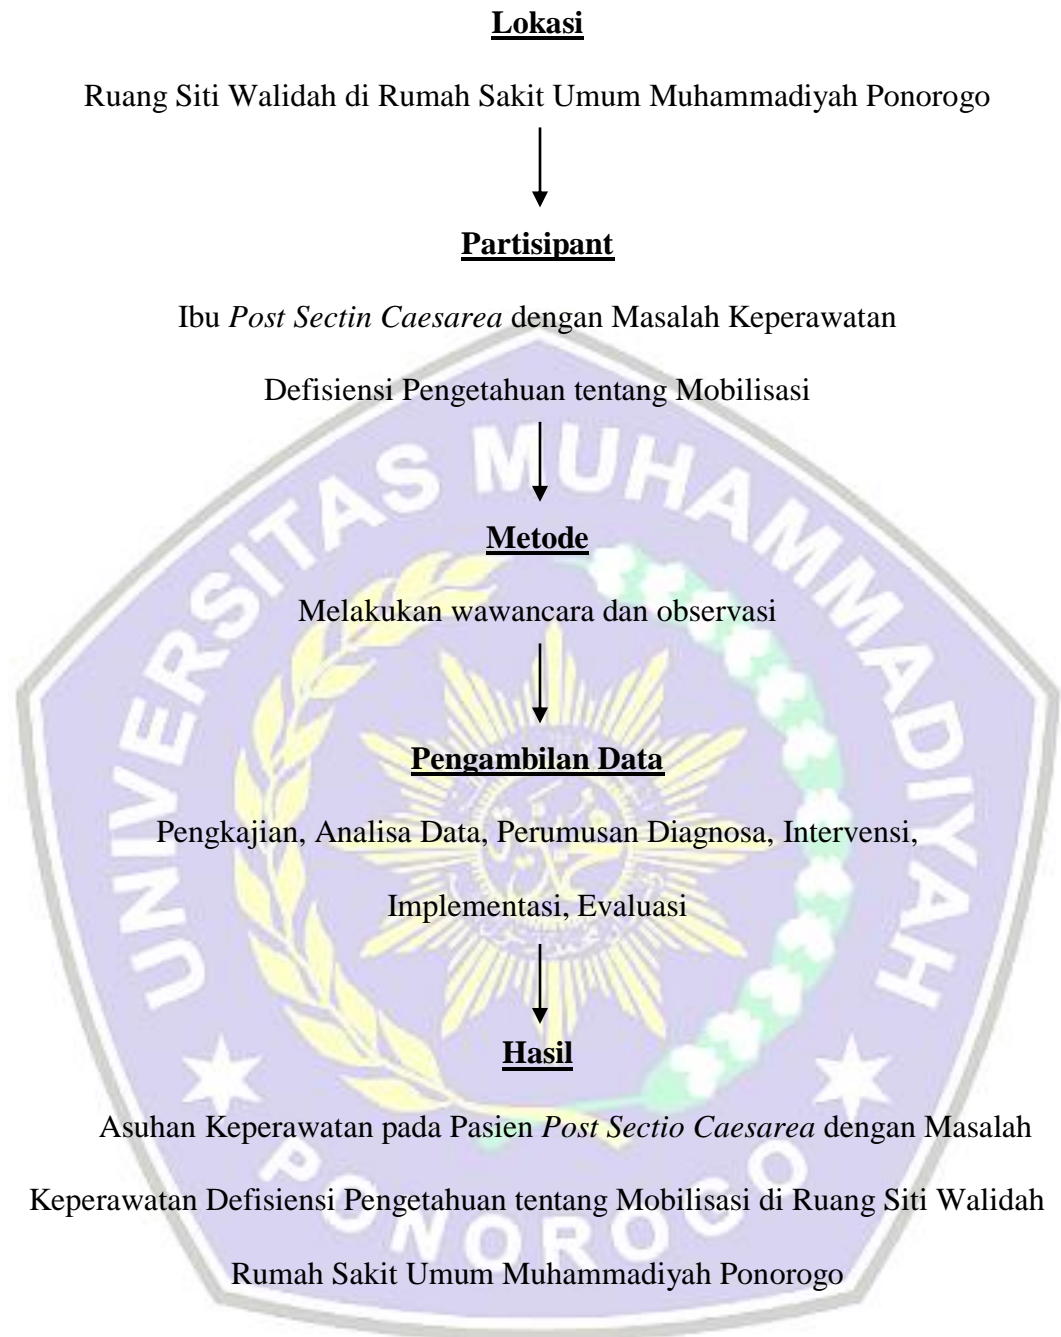 Lokasi
Ruang Siti Walidah di Rumah Sakit Umum Muhammadiyah Ponorogo
Partisipant
Ibu Post Sectin Caesarea dengan Masalah Keperawatan
Defisiensi Pengetahuan tentang Mobilisasi
Metode
Melakukan wawancara dan observasi
Pengambilan Data
Pengkajian, Analisa Data, Perumusan Diagnosa, Intervensi,
Implementasi, Evaluasi
Hasil
Asuhan Keperawatan pada Pasien Post Sectio Caesarea dengan Masalah
Keperawatan Defisiensi Pengetahuan tentang Mobilisasi di Ruang Siti Walidah
Rumah Sakit Umum Muhammadiyah Ponorogo
UNIVERSITAS MUHAMMADIYAH
PONOROGO